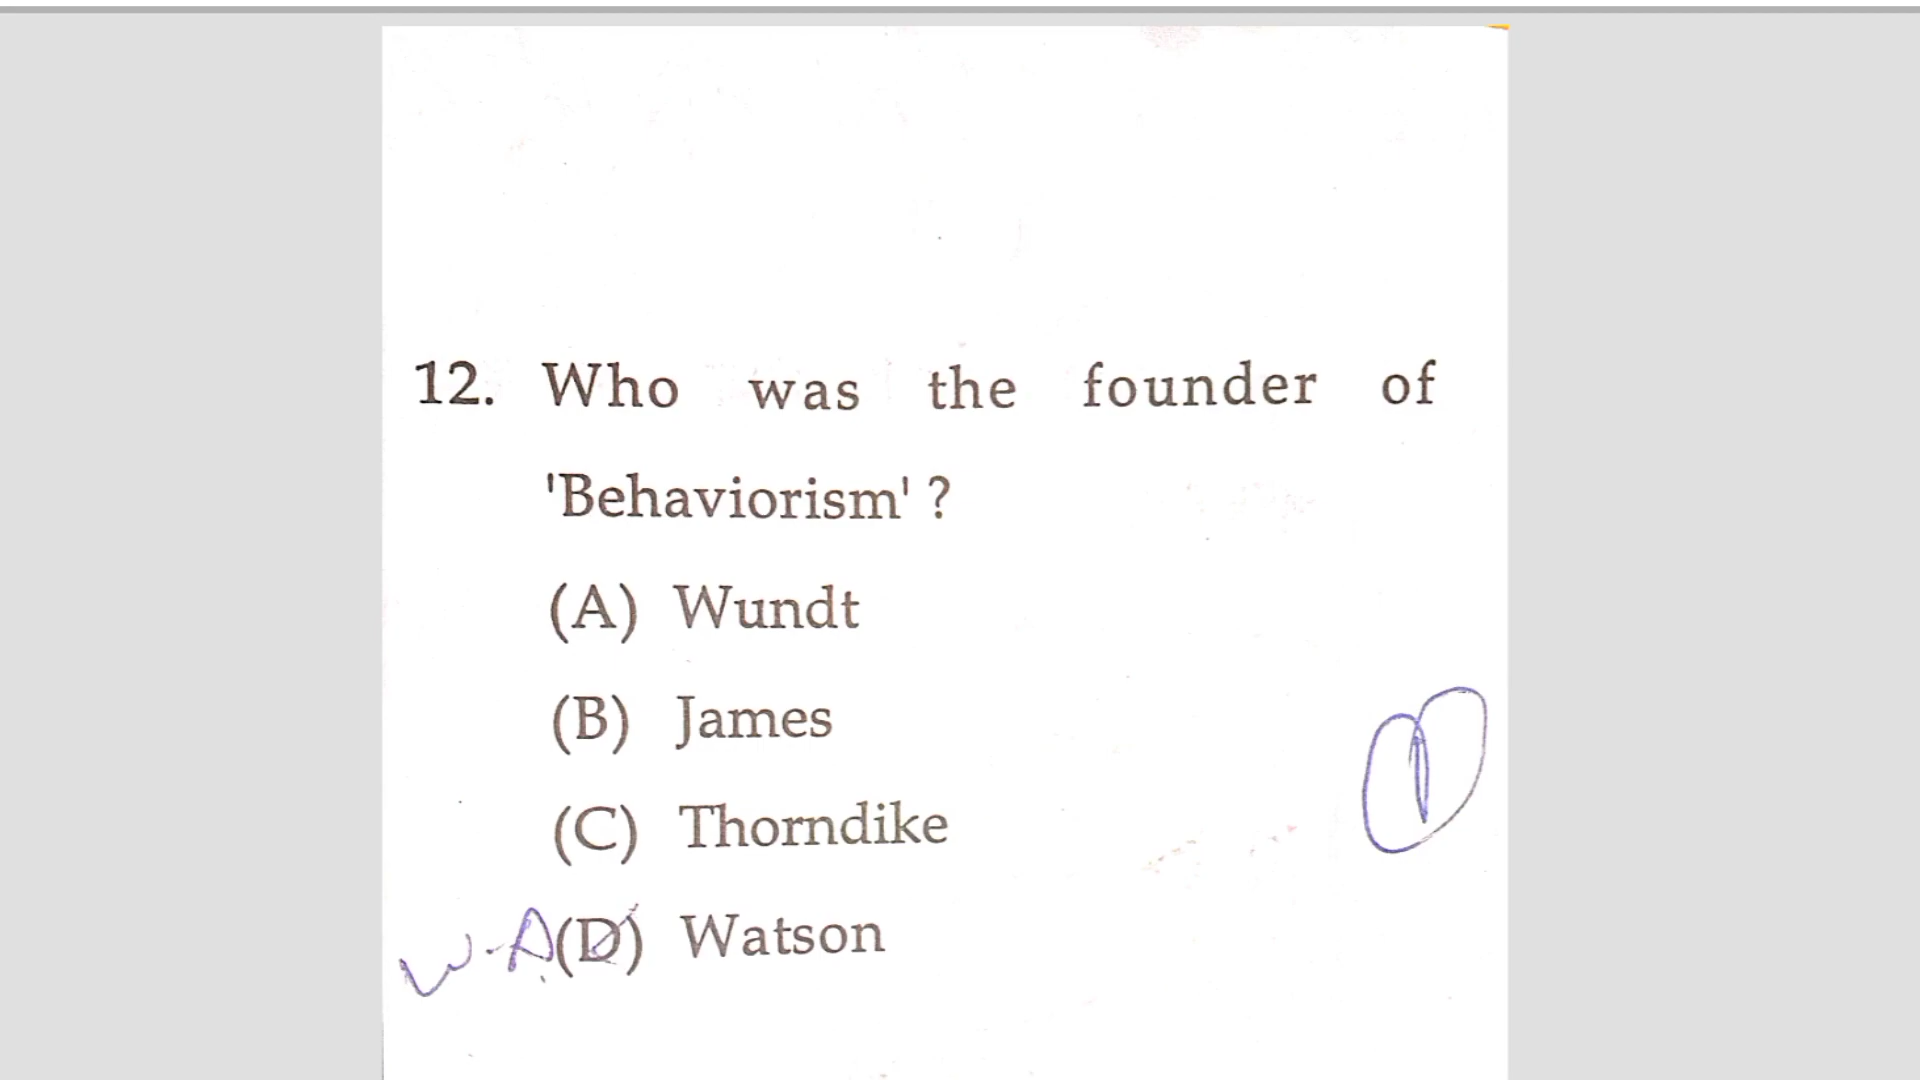 12. Who was the founder of
'Behaviorism' ?
(A) Wundt
(B) James
(C) Thorndike
W-A(D) Watson